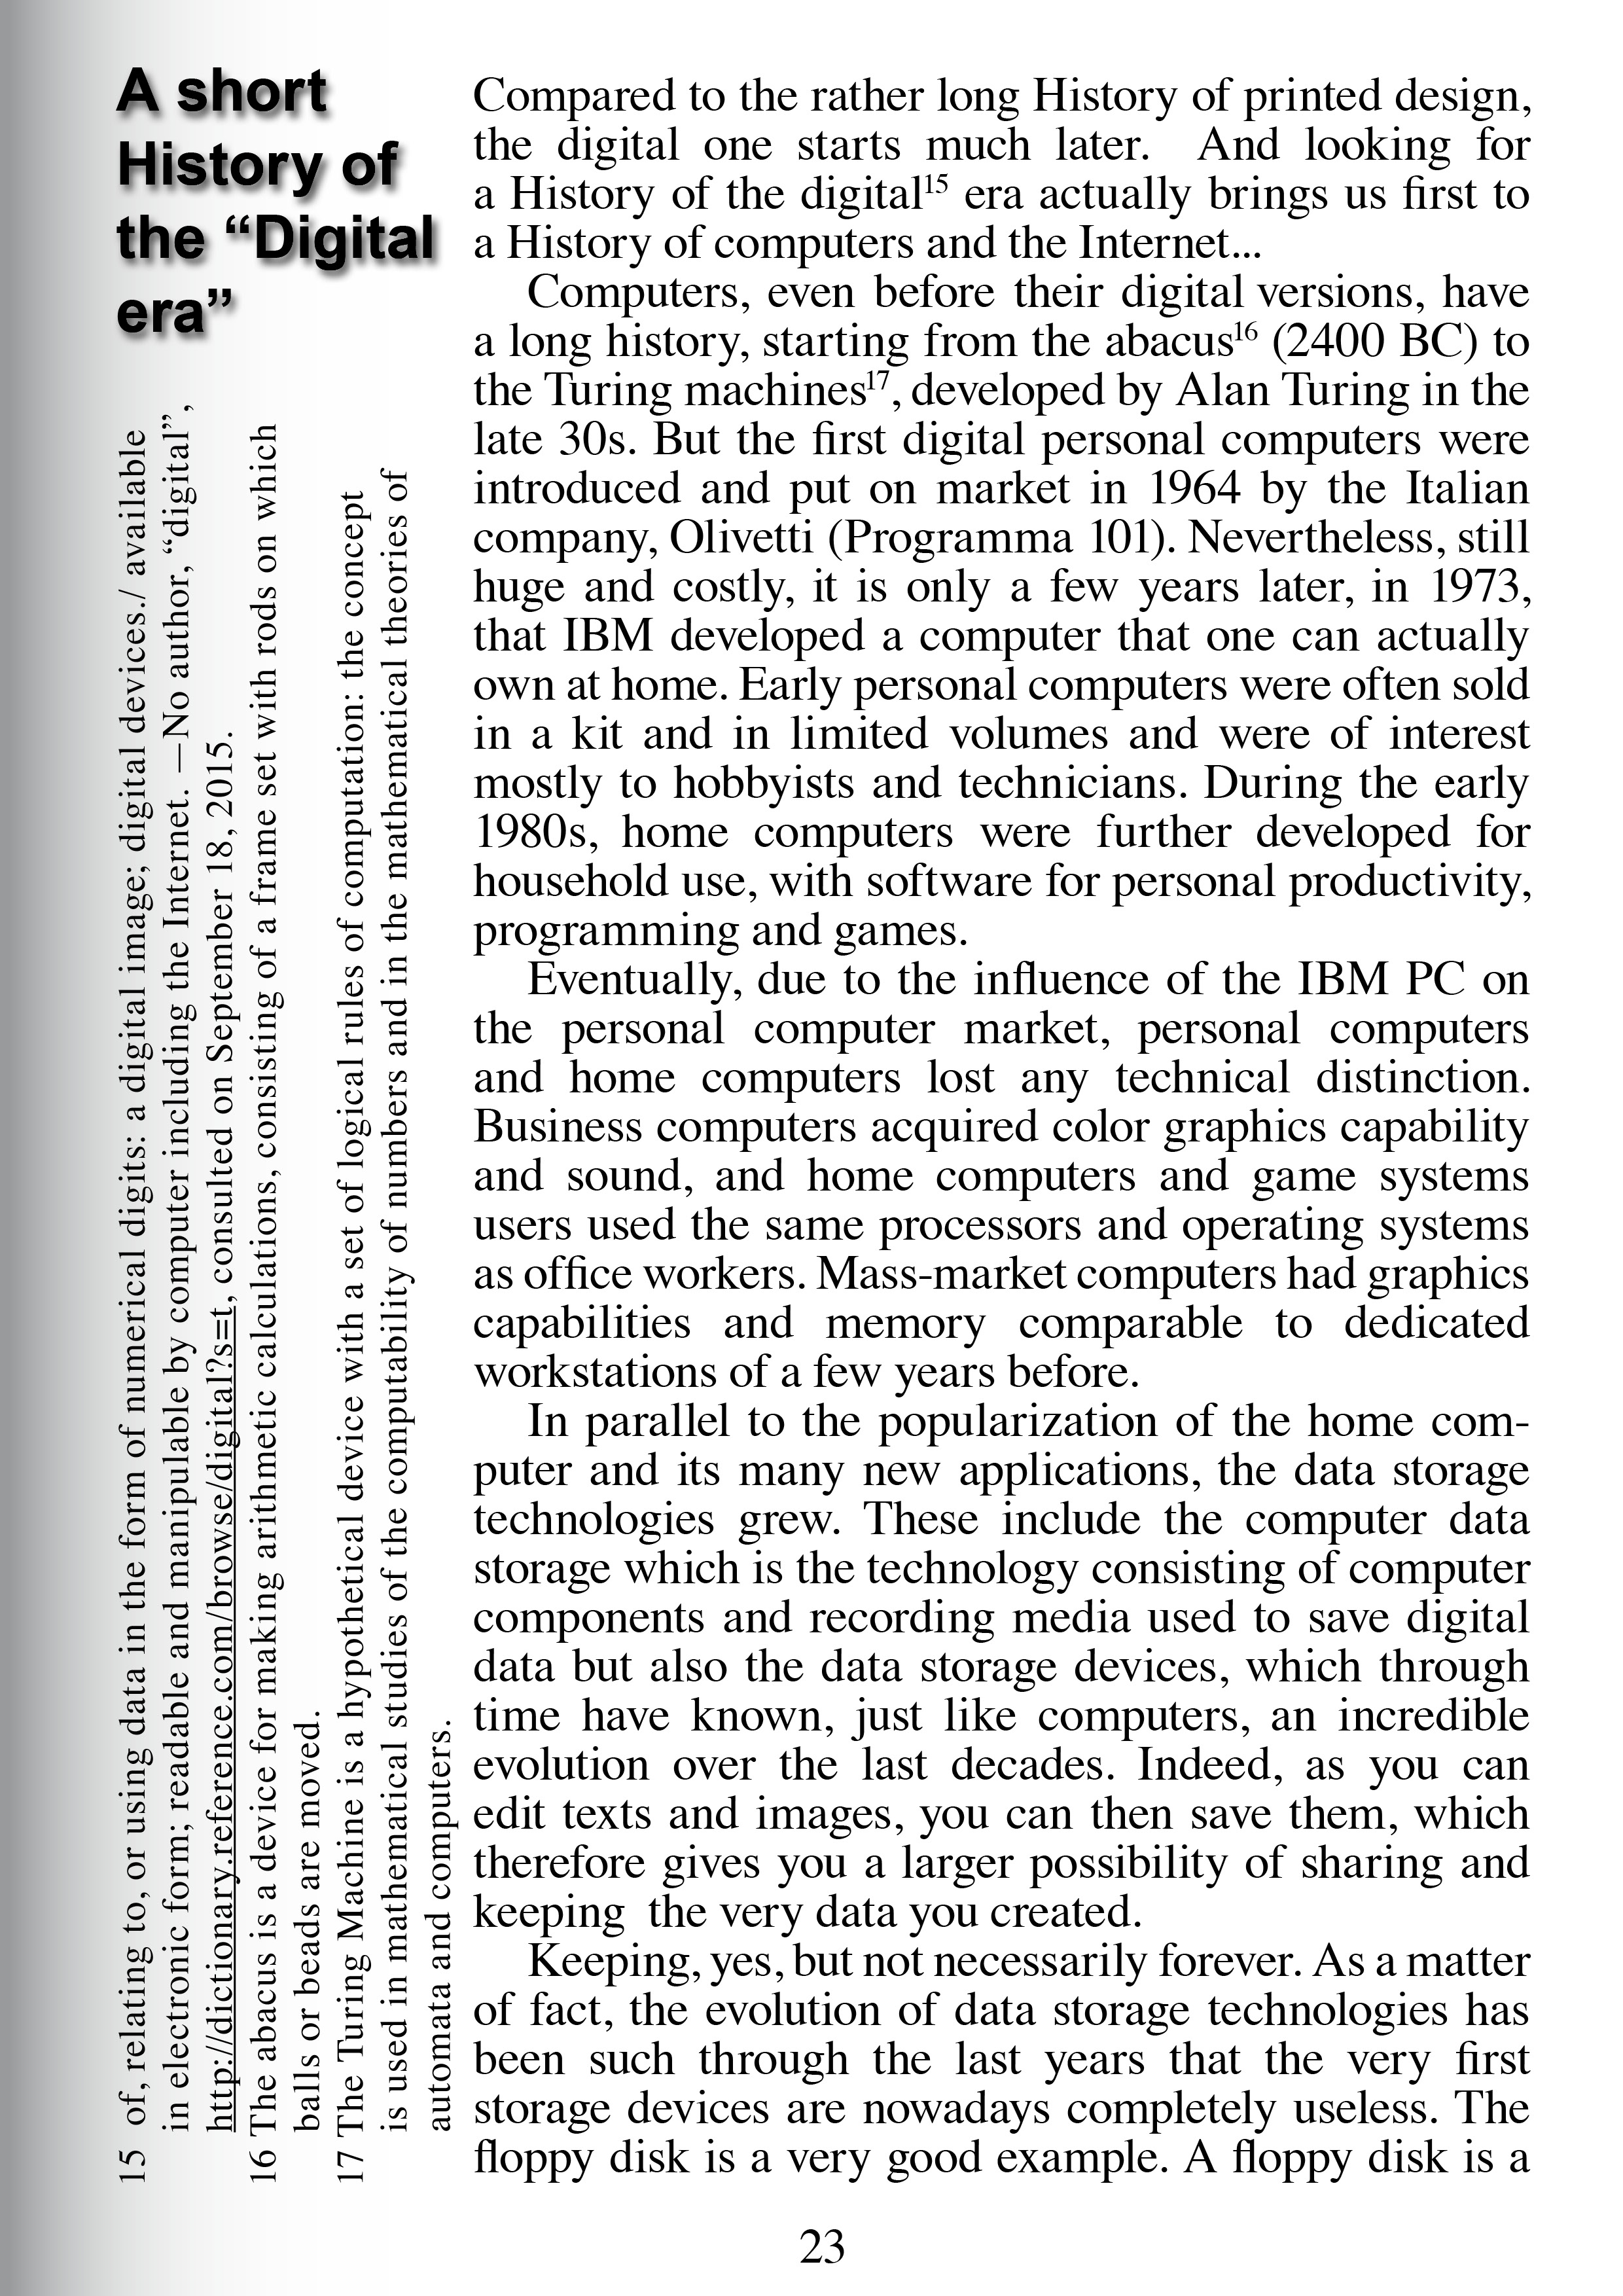 A short
History of
the “Digital
era”
Compared to the rather long History of printed design,
the digital one starts much later. And looking for
a History of the digital15 era actually brings us first to
a History of computers and the Internet...
Computers, even before their digital versions, have
a long history, starting from the abacus16 (2400 BC) to
the Turing machines17, developed by Alan Turing in the
late 30s. But the first digital personal computers were
introduced and put on market in 1964 by the Italian
company, Olivetti (Programma 101). Nevertheless, still
huge and costly, it is only a few years later, in 1973,
that IBM developed a computer that one can actually
own at home. Early personal computers were often sold
in a kit and in limited volumes and were of interest
mostly to hobbyists and technicians. During the early
1980s, home computers were further developed for
household use, with software for personal productivity,
programming and games.
Eventually, due to the influence of the IBM PC on
the personal computer market, personal computers
and home computers lost any technical distinction.
Business computers acquired color graphics capability
and sound, and home computers and game systems
users used the same processors and operating systems
as office workers. Mass-market computers had graphics
capabilities and memory comparable to dedicated
workstations of a few years before.
In parallel to the popularization of the home com-
puter and its many new applications, the data storage
technologies grew. These include the computer data
storage which is the technology consisting of computer
components and recording media used to save digital
data but also the data storage devices, which through
time have known, just like computers, an incredible
evolution over the last decades. Indeed, as you can
edit texts and images, you can then save them, which
therefore gives you a larger possibility of sharing and
keeping the very data you created.
Keeping, yes, but not necessarily forever. As a matter
of fact, the evolution of data storage technologies has
been such through the last years that the very first
storage devices are nowadays completely useless. The
floppy disk is a very good example. A floppy disk is a
15 of, relating to, or using data in the form of numerical digits: a digital image; digital devices./ available
in electronic form; readable and manipulable by computer including the Internet. —No author, “digital”,
http://dictionary.reference.com/browse/digital?s=t, consulted on September 18, 2015.
16 The abacus is a device for making arithmetic calculations, consisting of a frame set with rods on which
balls or beads are moved.
17 The Turing Machine is a hypothetical device with a set of logical rules of computation: the concept
is used in mathematical studies of the computability of numbers and in the mathematical theories of
automata and computers.
23